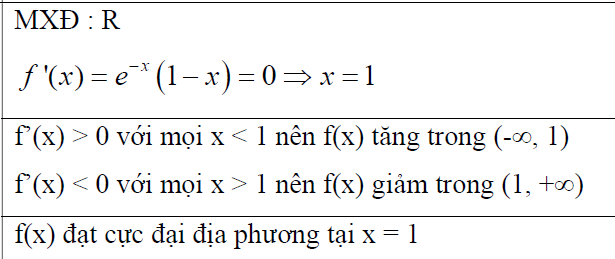 MXĐ : R
f '(x) = e⁻ˣ (1 − x) = 0 ⇒ x = 1
f'(x) > 0 với mọi x < 1 nên f(x) tăng trong (-∞, 1)
f'(x) < 0 với mọi x > 1 nên f(x) giảm trong (1, +∞)
f(x) đạt cực đại địa phương tại x = 1